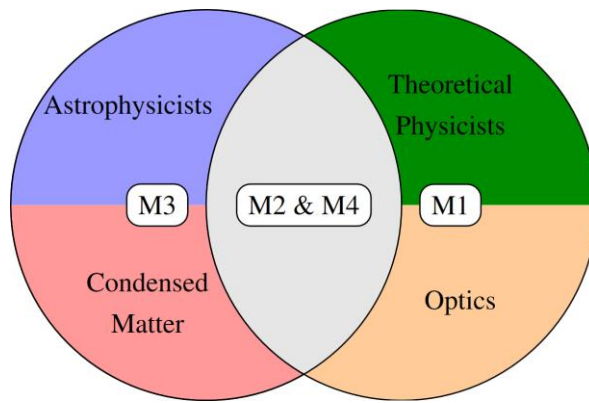 Astrophysicists
Theoretical
Physicists
M3
M2 & M4
M1
Condensed
Matter
Optics